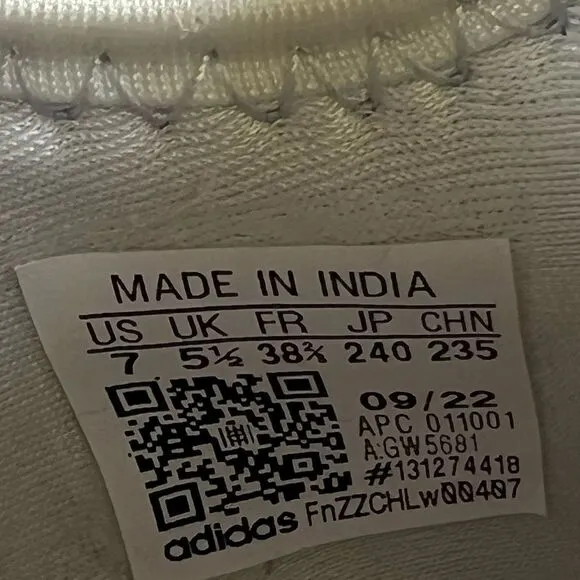 MADE IN INDIA
US UK FR JP CHN
7 5½ 38⅔ 240 235
09/22
APC 011001
A:GW5681
#131274418
adidas FnZZCHLw00407